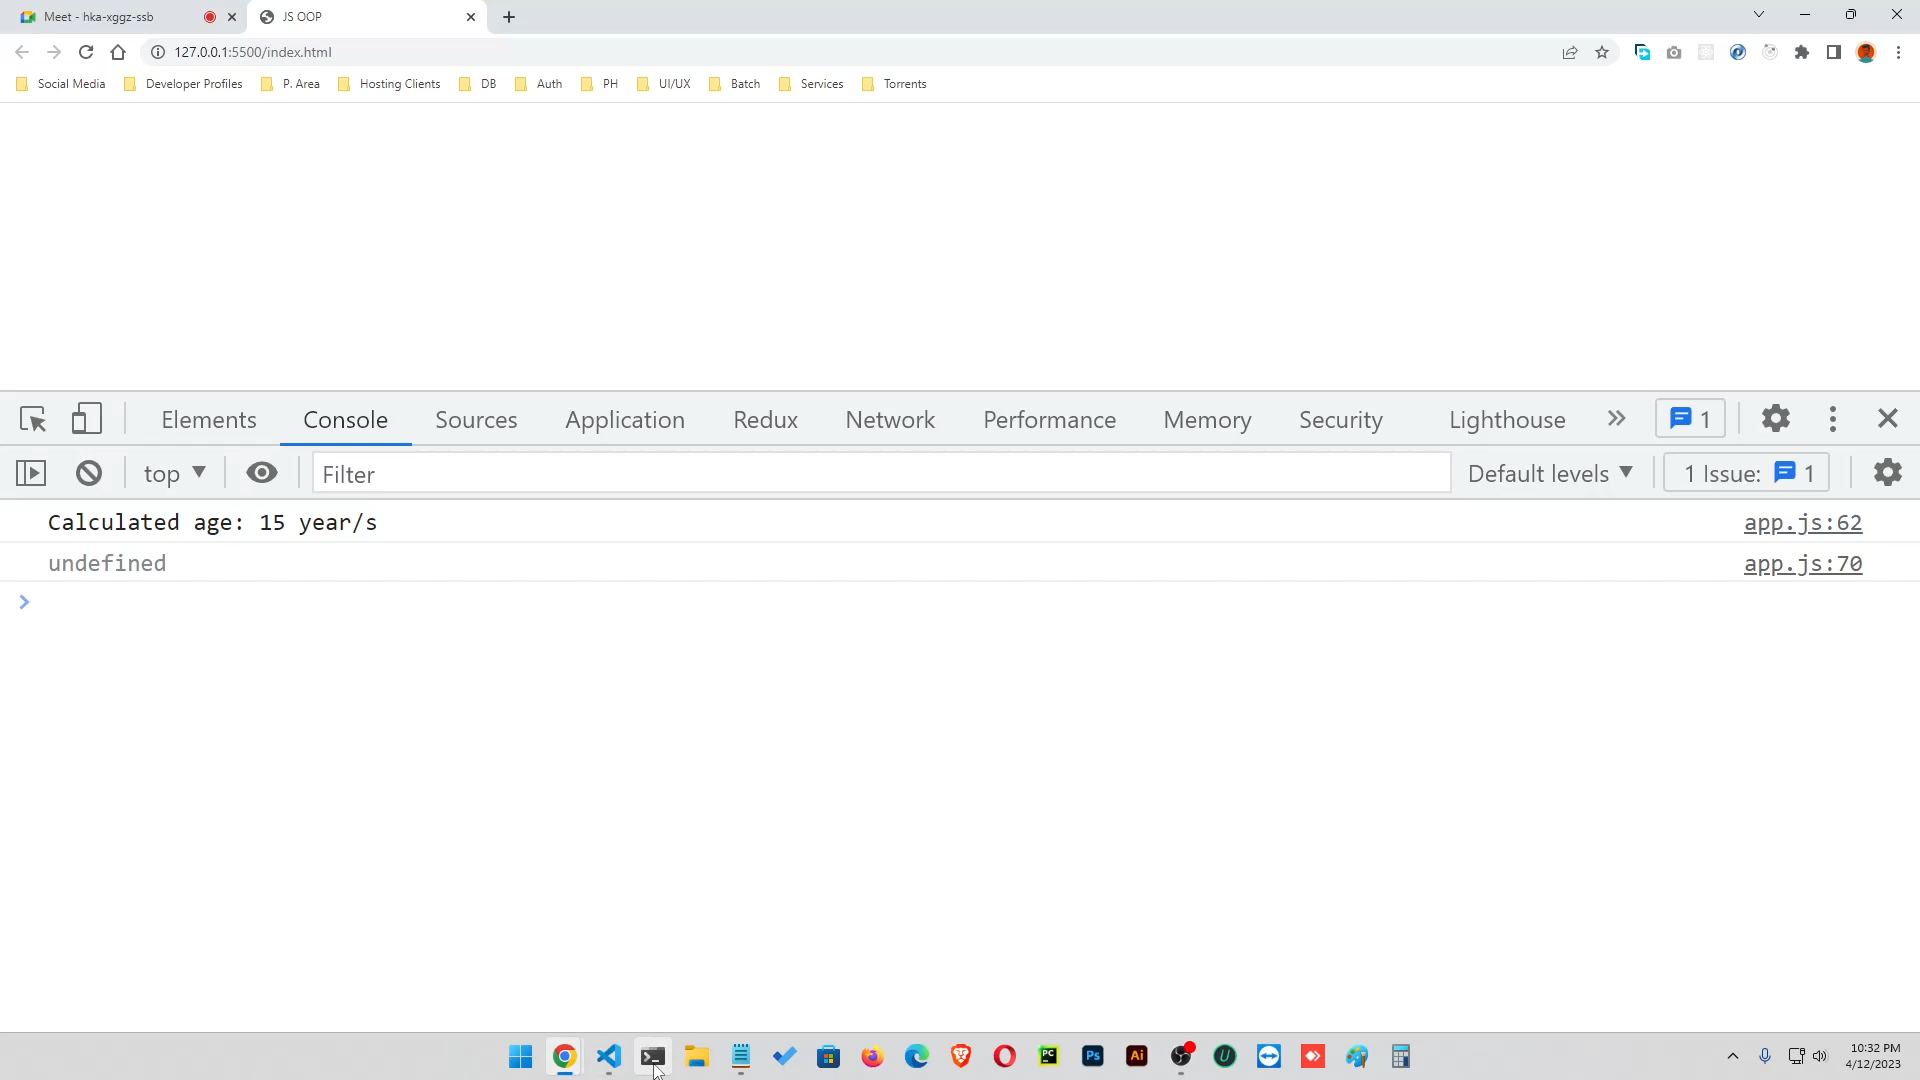 Meet - hka-xggz-ssb
JS OOP
127.0.0.1:5500/index.html
Social Media Developer Profiles P. Area Hosting Clients DB Auth PH UI/UX Batch Services Torrents
Elements Console Sources Application Redux Network Performance Memory Security Lighthouse 1
top Filter Default levels 1 Issue: 1
Calculated age: 15 year/s app.js:62
undefined app.js:70
PC Ps Ai U
10:32 PM
4/12/2023